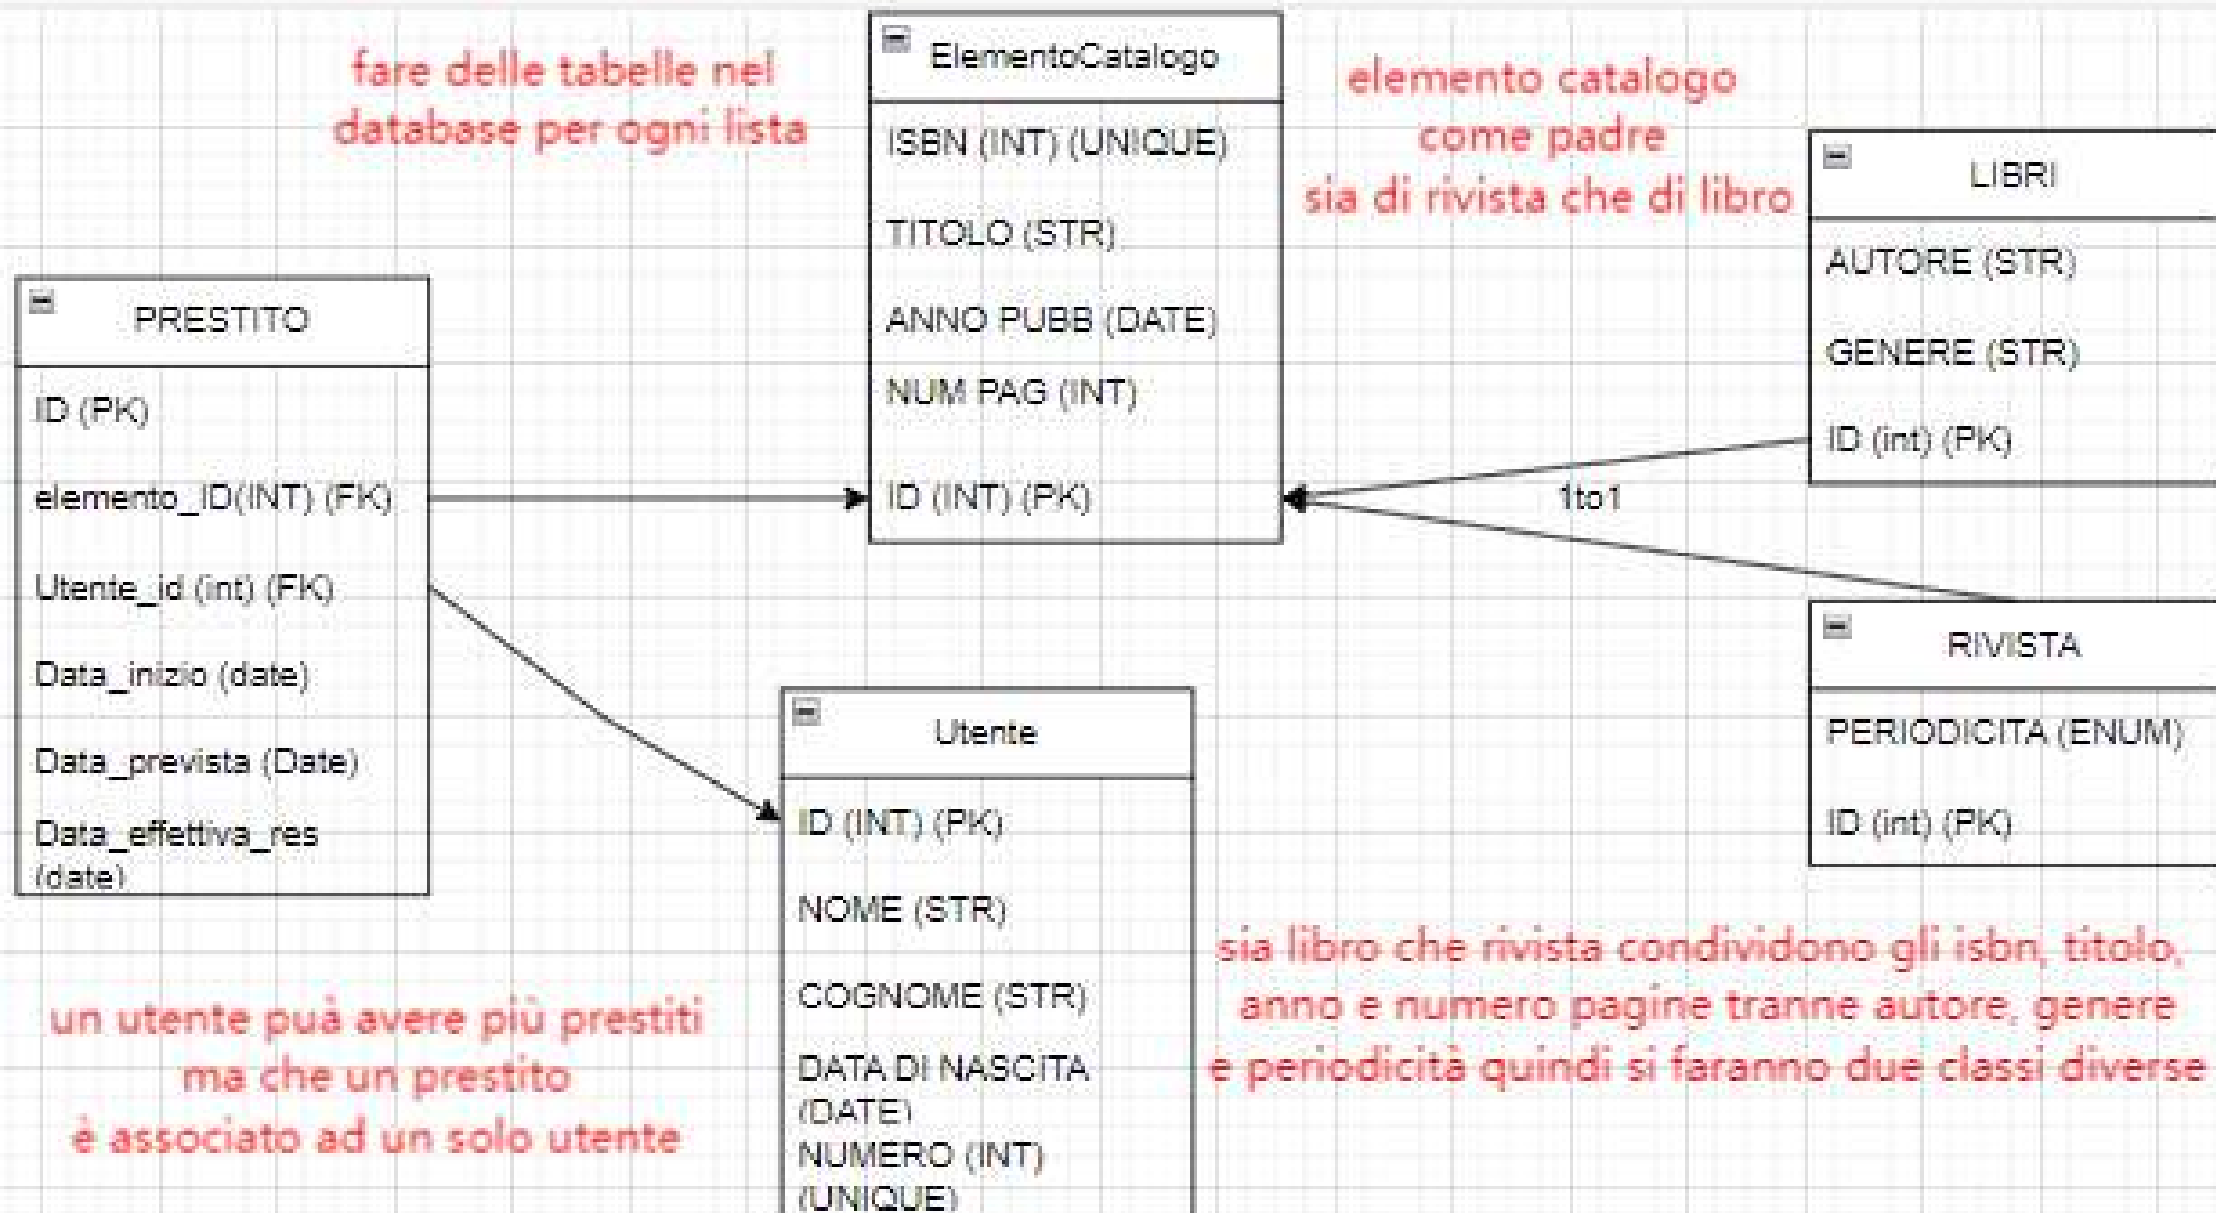 fare delle tabelle nel
database per ogni lista
ElementoCatalogo
ISBN (INT) (UNIQUE)
TITOLO (STR)
ANNO PUBB (DATE)
NUM PAG (INT)
ID (INT) (PK)
elemento catalogo
come padre
sia di rivista che di libro
LIBRI
AUTORE (STR)
GENERE (STR)
ID (int) (PK)
PRESTITO
ID (PK)
elemento_ID(INT) (FK)
Utente_id (int) (FK)
Data_inizio (date)
Data_prevista (Date)
Data_effettiva_res
(date)
1to1
RIVISTA
PERIODICITA (ENUM)
ID (int) (PK)
Utente
ID (INT) (PK)
NOME (STR)
COGNOME (STR)
DATA DI NASCITA
(DATE)
NUMERO (INT)
(UNIQUE)
sia libro che rivista condividono gli isbn, titolo,
anno e numero pagine tranne autore, genere
e periodicità quindi si faranno due classi diverse
un utente puà avere più prestiti
ma che un prestito
è associato ad un solo utente